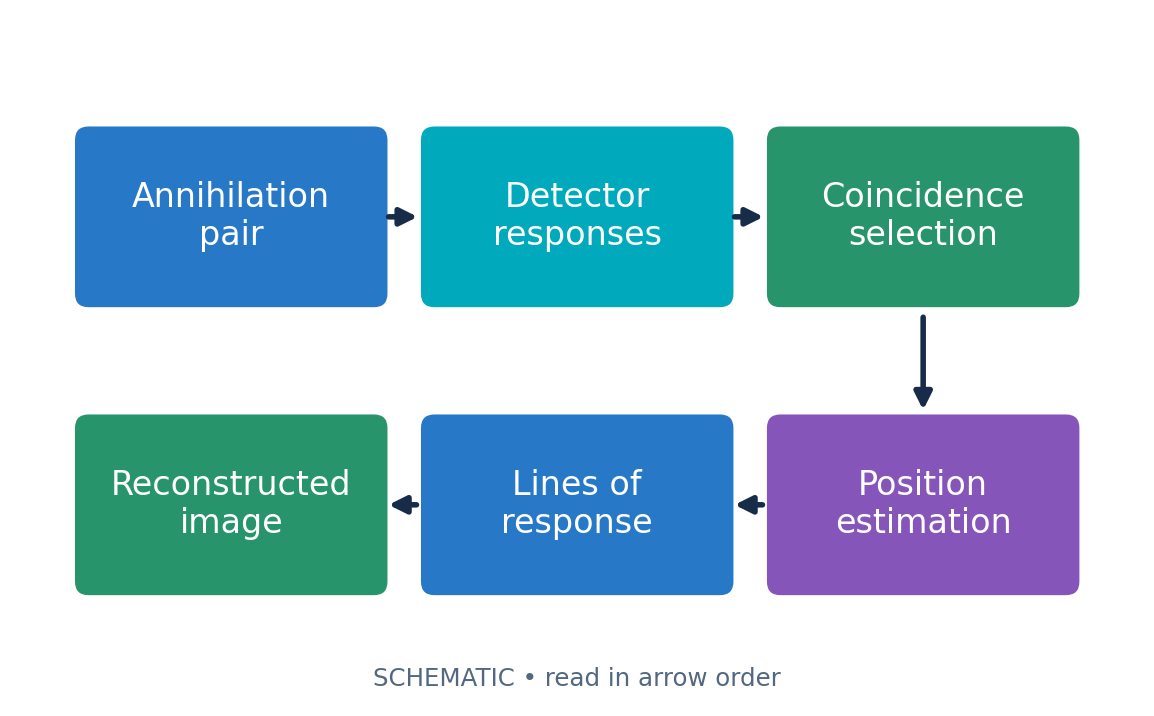 Annihilation
pair
Detector
responses
Coincidence
selection
Position
estimation
Lines of
response
Reconstructed
image
SCHEMATIC • read in arrow order